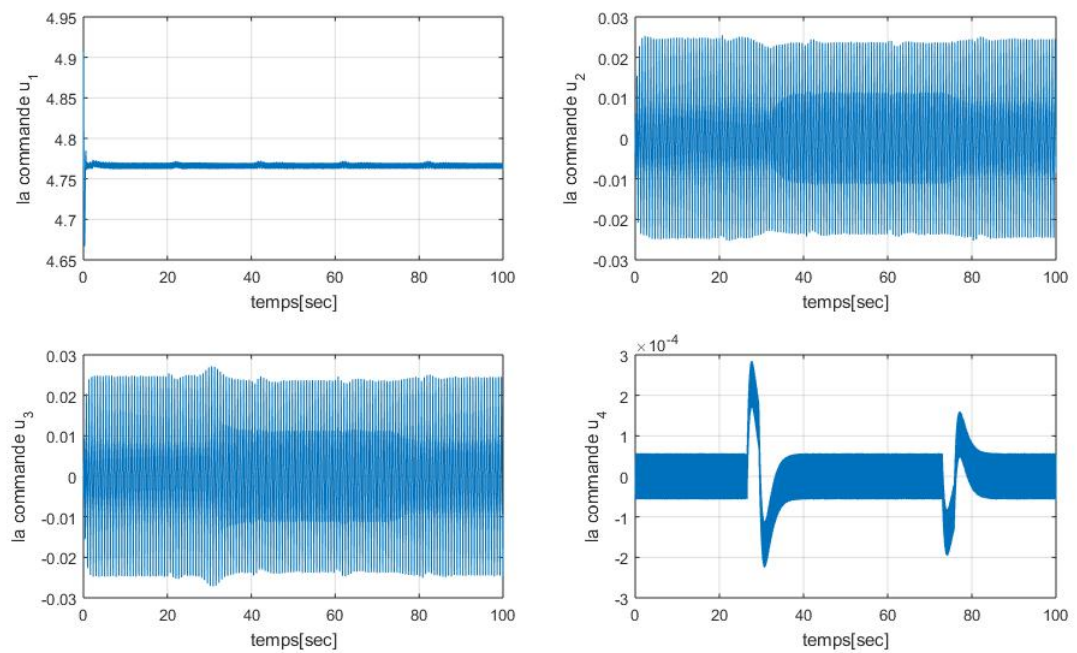 4.95
4.9
4.85
4.8
4.75
4.7
4.65
la commande u1
0 20 40 60 80 100
temps[sec]
0.03
0.02
0.01
0
-0.01
-0.02
-0.03
la commande u2
0 20 40 60 80 100
temps[sec]
0.03
0.02
0.01
0
-0.01
-0.02
-0.03
la commande u3
0 20 40 60 80 100
temps[sec]
×10-4
3
2
1
0
-1
-2
-3
la commande u4
0 20 40 60 80 100
temps[sec]